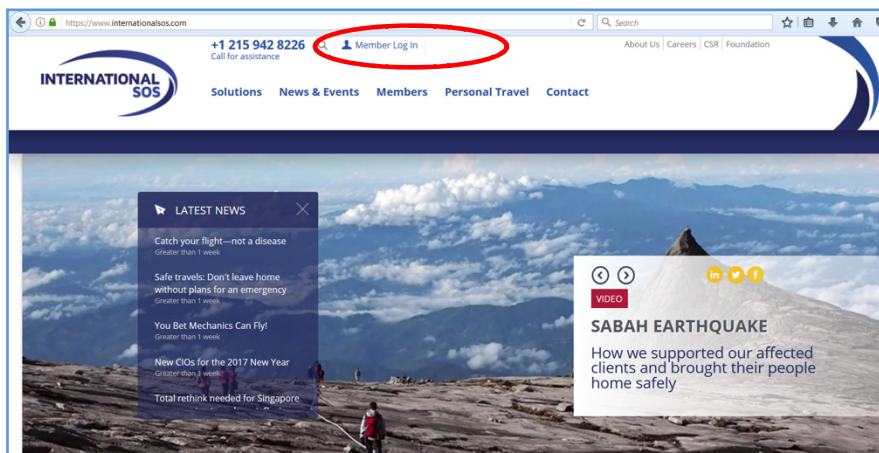 https://www.internationalsos.com
Search
+1 215 942 8226
Member Log In
Call for assistance
About Us
Careers
CSR
Foundation
INTERNATIONAL
SOS
Solutions
News & Events
Members
Personal Travel
Contact
LATEST NEWS
Catch your flight—not a disease
Greater than 1 week
Safe travels: Don't leave home
without plans for an emergency
Greater than 1 week
You Bet Mechanics Can Fly!
Greater than 1 week
New CIOs for the 2017 New Year
Greater than 1 week
Total rethink needed for Singapore
in
f
VIDEO
SABAH EARTHQUAKE
How we supported our affected
clients and brought their people
home safely